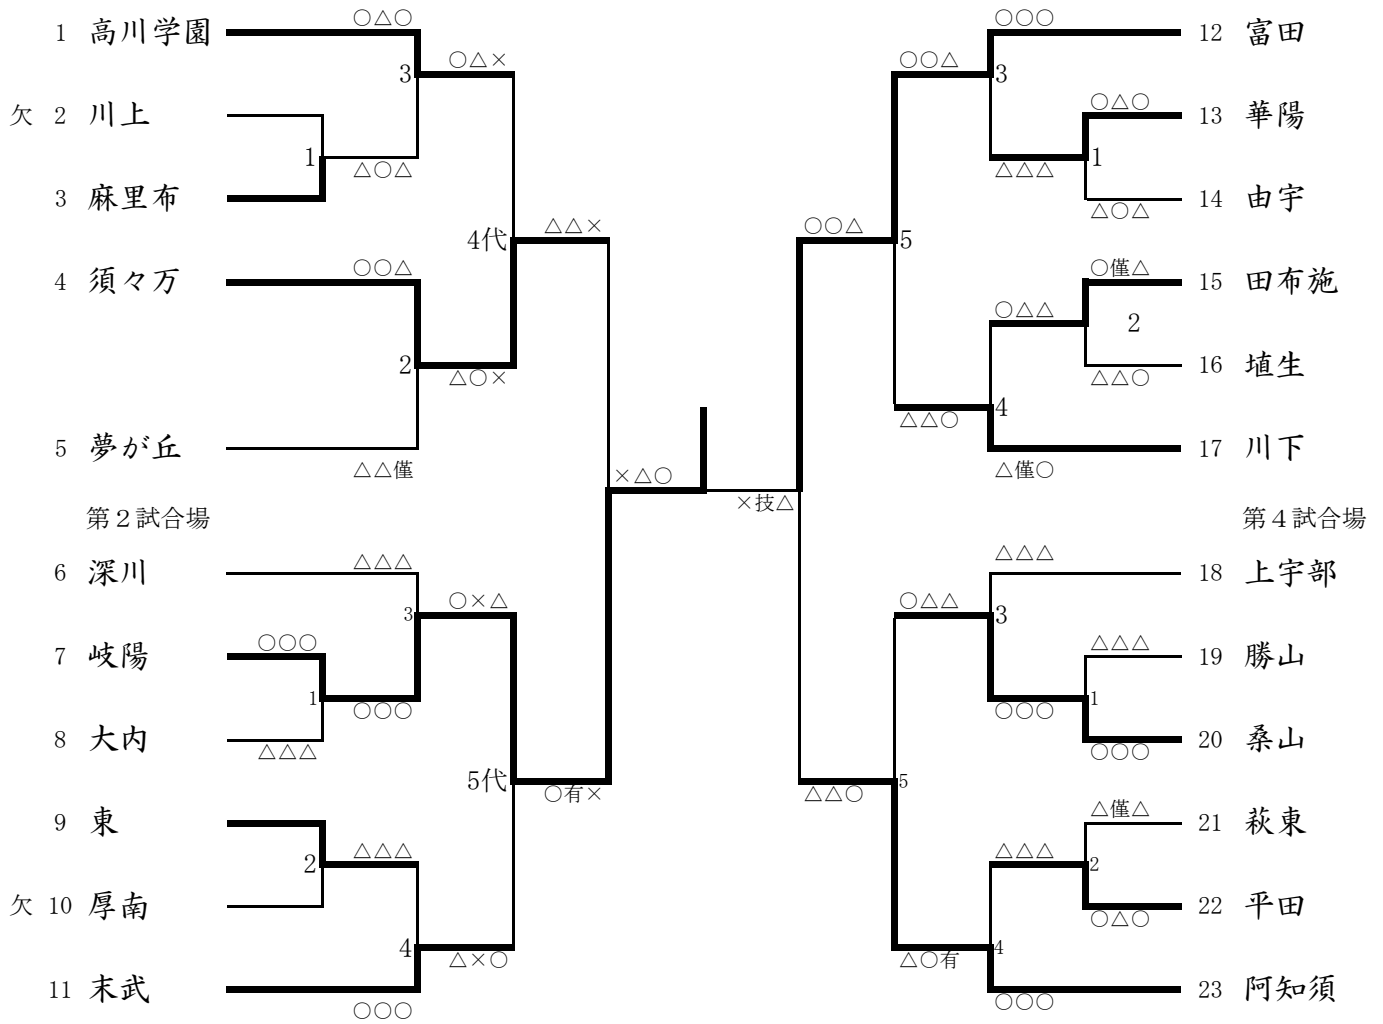 ○△○
1 高川学園
○△×
3
欠 2 川上
1
△○△
3 麻里布
4代
△△×
○○△
4 須々万
2
△○×
5 夢が丘
△△僅
×△○
第2試合場
△△△
6 深川
○×△
3
○○○
7 岐陽
1
○○○
8 大内
△△△
5代
○有×
9 東
△△△
2
欠 10 厚南
4
△×○
11 末武
○○○
○○○
12 富田
○○△
3
○△○
13 華陽
1
△△△
14 由宇
△○△
○○△
5
○僅△
15 田布施
○△△
2
16 埴生
△△○
4
△△○
17 川下
△僅○
×技△
第4試合場
△△△
18 上宇部
○△△
3
△△△
19 勝山
1
○○○
20 桑山
○○○
5
△△○
△僅△
21 萩東
△△△
2
22 平田
○△○
4
△○有
23 阿知須
○○○